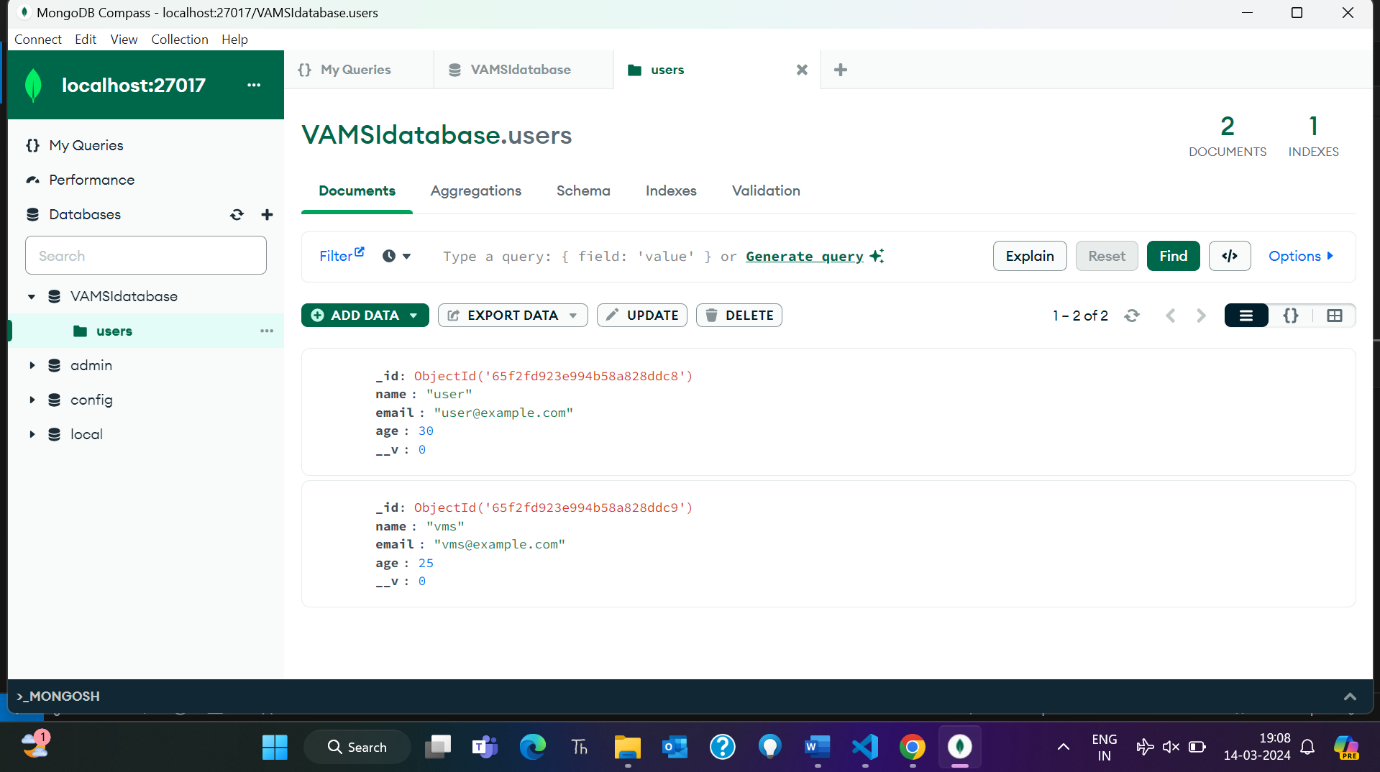 MongoDB Compass - localhost:27017/VAMSIdatabase.users
Connect Edit View Collection Help
localhost:27017 ...
{} My Queries
VAMSIdatabase
users
My Queries
Performance
Databases
Search
VAMSIdatabase
users
admin
config
local
VAMSIdatabase.users
2
DOCUMENTS
1
INDEXES
Documents Aggregations Schema Indexes Validation
Filter Type a query: { field: 'value' } or Generate query Explain Reset Find </> Options
ADD DATA EXPORT DATA UPDATE DELETE 1 – 2 of 2 {}
_id: ObjectId('65f2fd923e994b58a828ddc8')
name : "user"
email : "user@example.com"
age : 30
__v : 0
_id: ObjectId('65f2fd923e994b58a828ddc9')
name : "vms"
email : "vms@example.com"
age : 25
__v : 0
>_MONGOSH
1
Search
Th
ENG
IN
19:08
14-03-2024
PRE